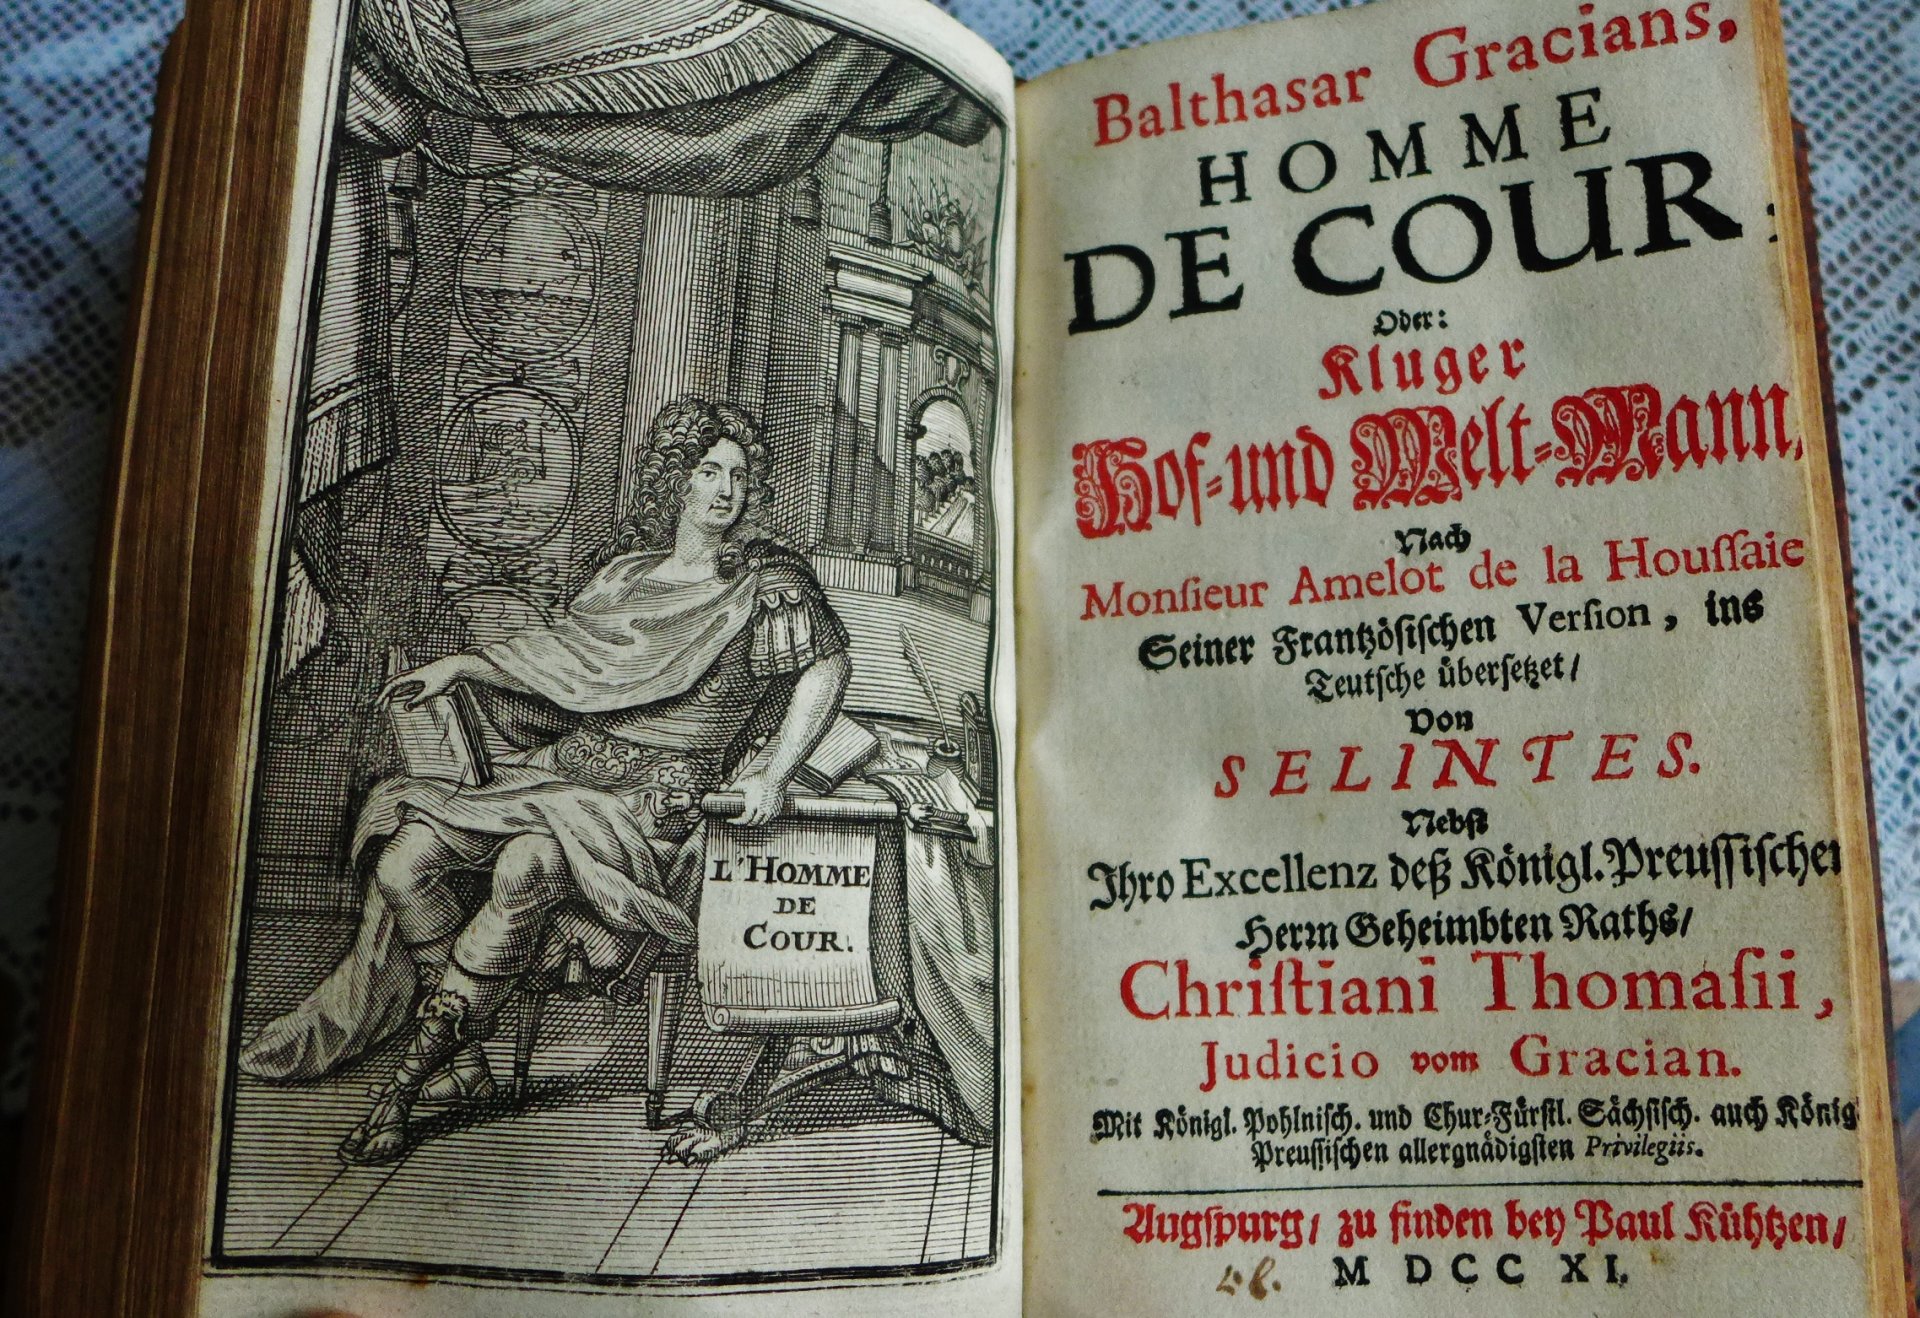 L'HOMME
DE
COUR.
Balthasar Gracians,
HOMME
DE COUR,
Oder:
Kluger
Hof-und Welt-Mann,
Nach
Monſieur Amelot de la Houſſaie
Seiner Frantzöſiſchen Verſion, ins
Teutſche überſetzet/
von
SELINTES.
Nebſt
Ihro Excellenz deß Königl. Preuſſiſchen
Herrn Geheimbten Raths/
Chriſtiani Thomaſii,
Judicio vom Gracian.
Mit Königl. Pohlniſch. und Chur-Fürſtl. Sächſiſch. auch König
Preuſſiſchen allergnädigſten Privilegiis.
Augſpurg/ zu finden bey Paul Kühtzen/
M DCC XI.